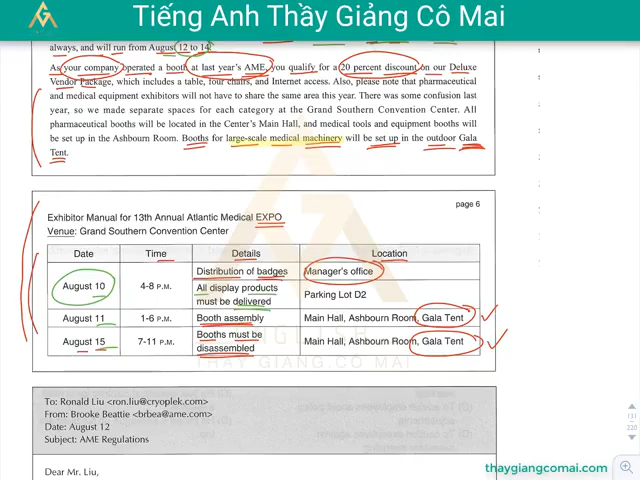 Tiếng Anh Thầy Giảng Cô Mai
always, and will run from August 12 to 14.
As your company operated a booth at last year's AME, you qualify for a 20 percent discount on our Deluxe
Vendor Package, which includes a table, four chairs, and Internet access. Also, please note that pharmaceutical
and medical equipment exhibitors will not have to share the same area this year. There was some confusion last
year, so we made separate spaces for each category at the Grand Southern Convention Center. All
pharmaceutical booths will be located in the Center's Main Hall, and medical tools and equipment booths will
be set up in the Ashbourn Room. Booths for large-scale medical machinery will be set up in the outdoor Gala
Tent.
page 6
Exhibitor Manual for 13th Annual Atlantic Medical EXPO
Venue: Grand Southern Convention Center
Date Time Details Location
August 10 4-8 P.M. Distribution of badges Manager's office
All display products must be delivered Parking Lot D2
August 11 1-6 P.M. Booth assembly Main Hall, Ashbourn Room, Gala Tent
August 15 7-11 P.M. Booths must be disassembled Main Hall, Ashbourn Room, Gala Tent
ENGLISH
THAY GIANG.CO MAI
To: Ronald Liu <ron.liu@cryoplek.com>
From: Brooke Beattie <brbea@ame.com>
Date: August 12
Subject: AME Regulations
Dear Mr. Liu,
131
220
thaygiangcomai.com